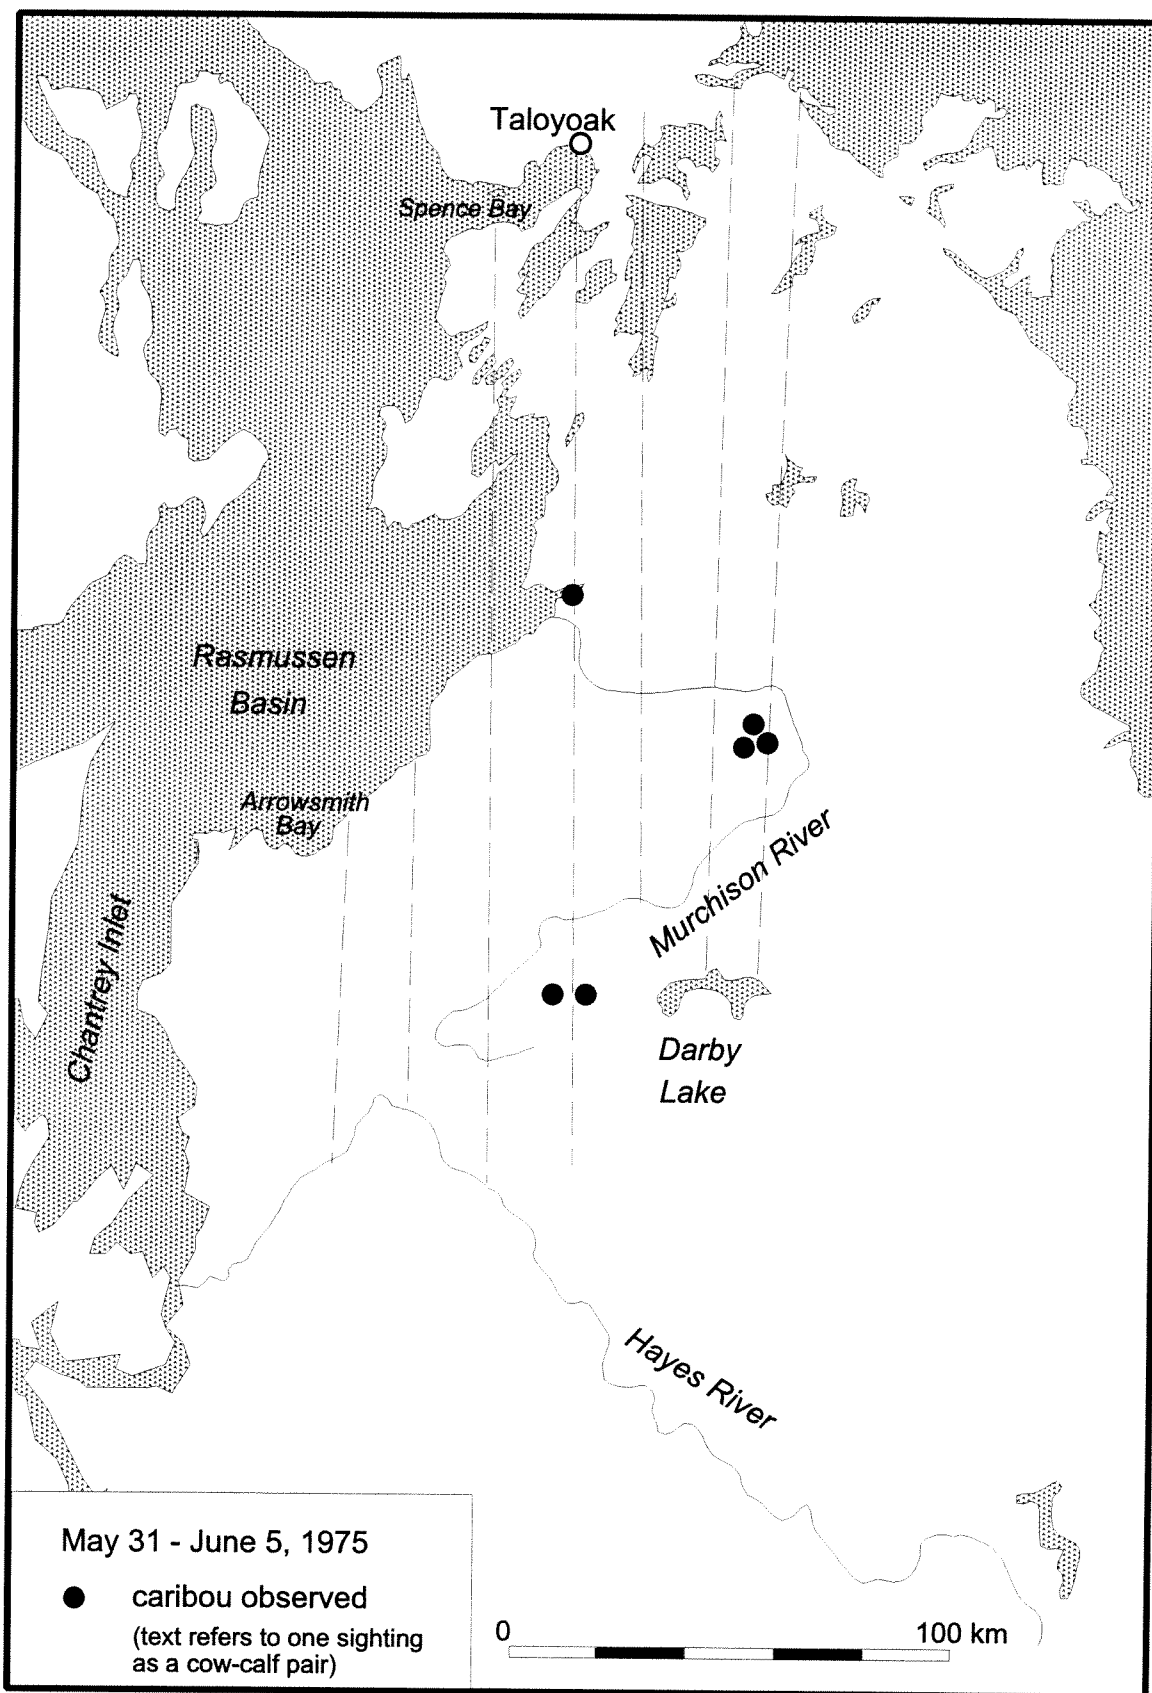 Taloyoak
Spence Bay
Rasmussen
Basin
Arrowsmith
Bay
Chantrey Inlet
Murchison River
Darby
Lake
Hayes River
May 31 - June 5, 1975
caribou observed
(text refers to one sighting
as a cow-calf pair)
0 100 km